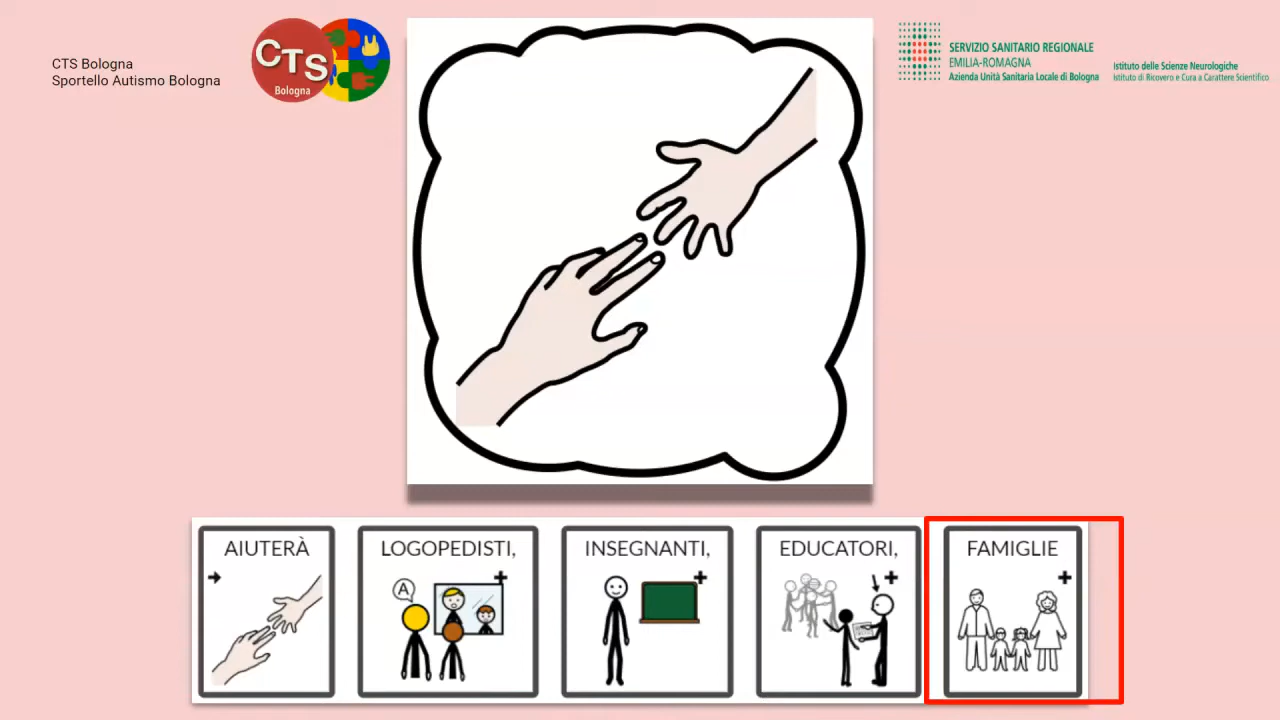 CTS Bologna
Sportello Autismo Bologna
CTS
Bologna
SERVIZIO SANITARIO REGIONALE
EMILIA-ROMAGNA
Azienda Unità Sanitaria Locale di Bologna
Istituto delle Scienze Neurologiche
Istituto di Ricovero e Cura a Carattere Scientifico
AIUTERÀ
LOGOPEDISTI,
A
INSEGNANTI,
EDUCATORI,
FAMIGLIE